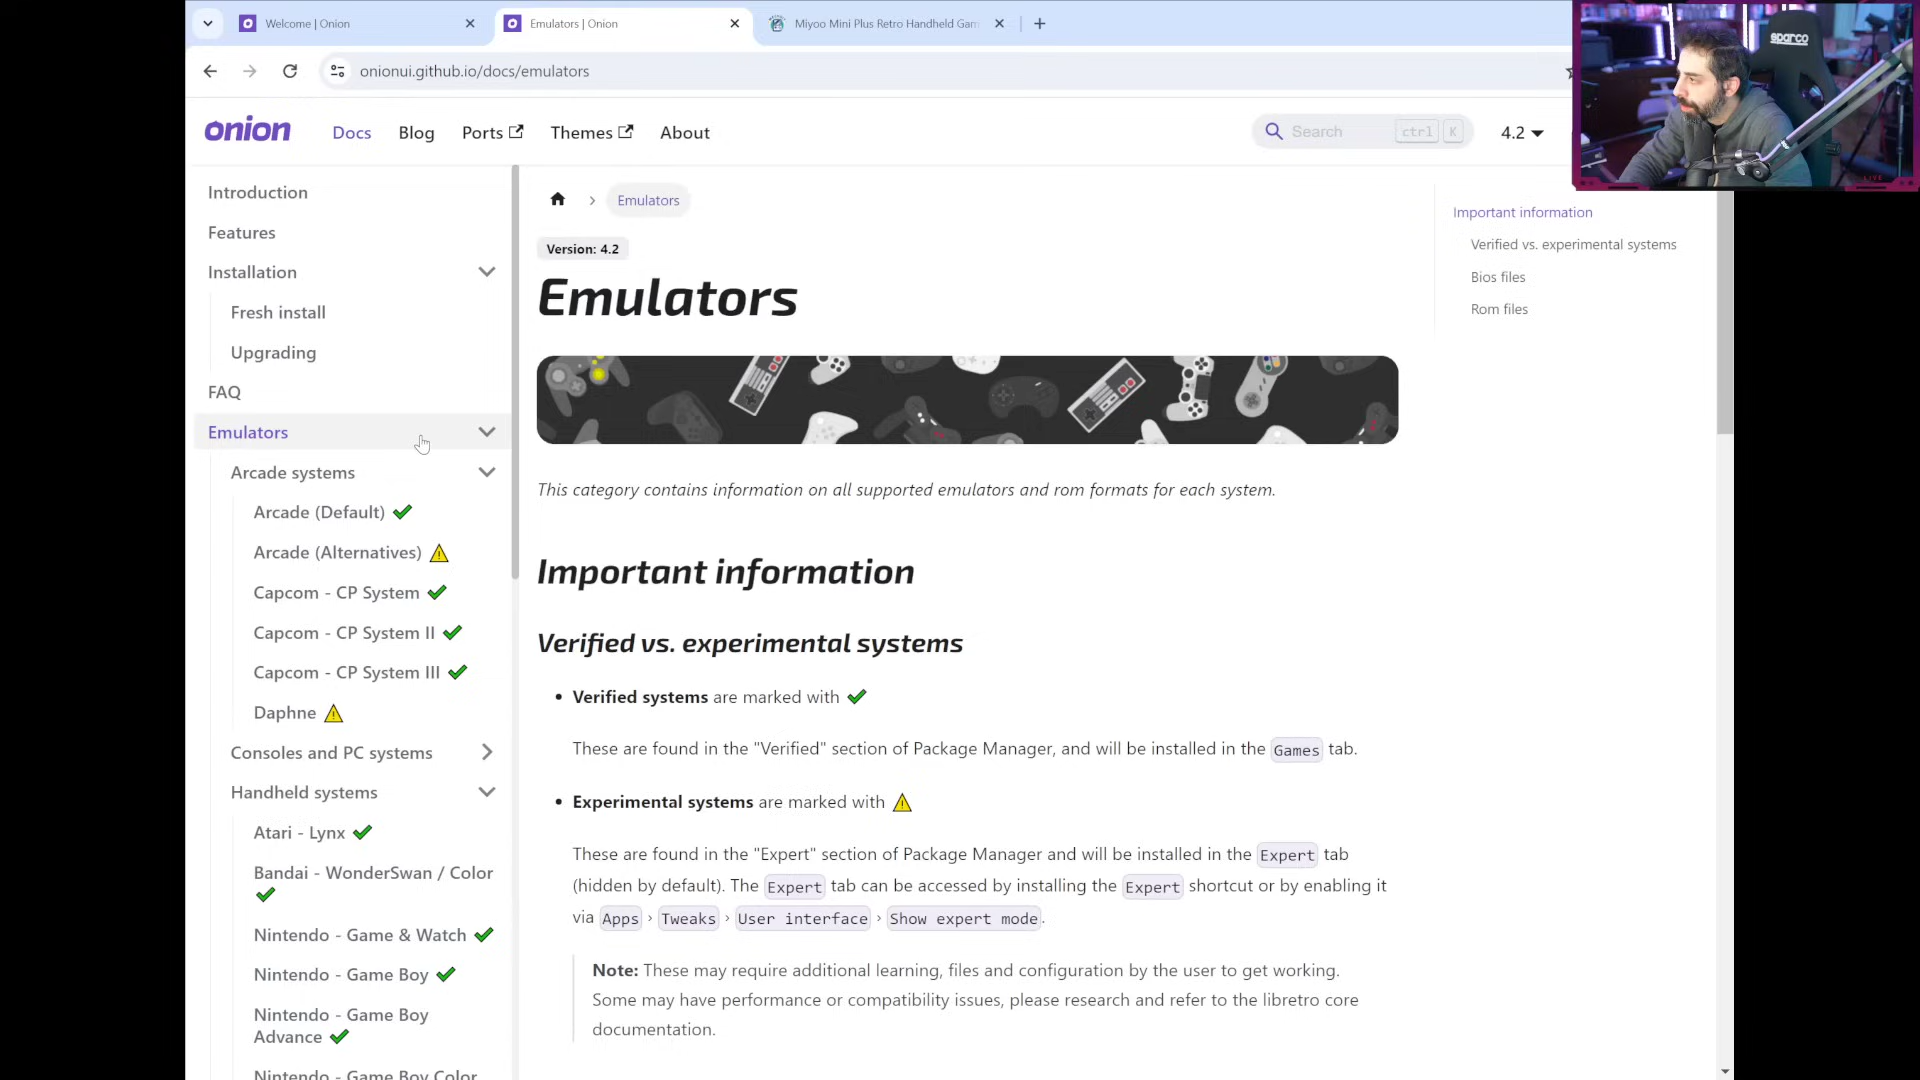 Welcome | Onion
Emulators | Onion
Miyoo Mini Plus Retro Handheld Gam
onionui.github.io/docs/emulators
onion
Docs
Blog
Ports
Themes
About
Search
ctrl
K
4.2
sparco
LIVE
Introduction
Features
Installation
Fresh install
Upgrading
FAQ
Emulators
Arcade systems
Arcade (Default)
Arcade (Alternatives)
Capcom - CP System
Capcom - CP System II
Capcom - CP System III
Daphne
Consoles and PC systems
Handheld systems
Atari - Lynx
Bandai - WonderSwan / Color
Nintendo - Game & Watch
Nintendo - Game Boy
Nintendo - Game Boy
Advance
Nintendo - Game Boy Color
Emulators
Version: 4.2
Emulators
This category contains information on all supported emulators and rom formats for each system.
Important information
Verified vs. experimental systems
• Verified systems are marked with
These are found in the "Verified" section of Package Manager, and will be installed in the Games tab.
• Experimental systems are marked with
These are found in the "Expert" section of Package Manager and will be installed in the Expert tab
(hidden by default). The Expert tab can be accessed by installing the Expert shortcut or by enabling it
via Apps › Tweaks › User interface › Show expert mode.
Note: These may require additional learning, files and configuration by the user to get working.
Some may have performance or compatibility issues, please research and refer to the libretro core
documentation.
Important information
Verified vs. experimental systems
Bios files
Rom files